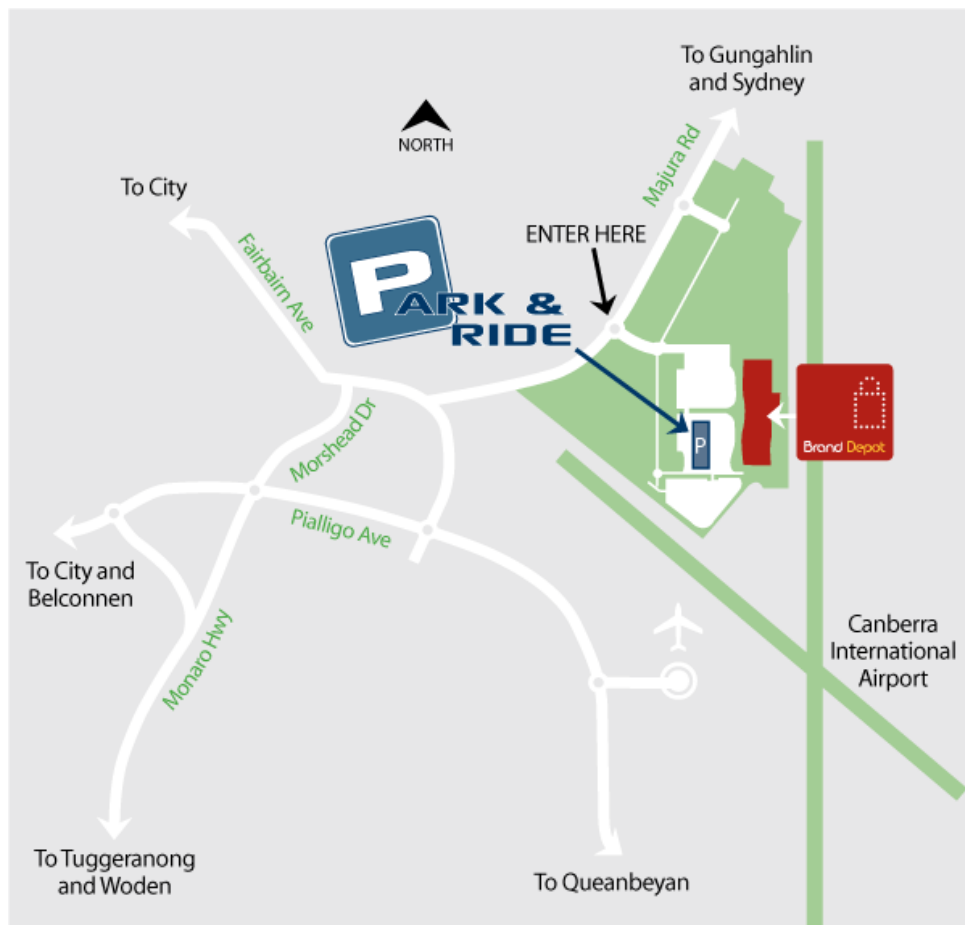 To Gungahlin
and Sydney
NORTH
Majura Rd
To City
ENTER HERE
Fairbairn Ave
PARK &
RIDE
P
Brand Depot
Morshead Dr
Pialligo Ave
To City and
Belconnen
Monaro Hwy
Canberra
International
Airport
To Tuggeranong
and Woden
To Queanbeyan